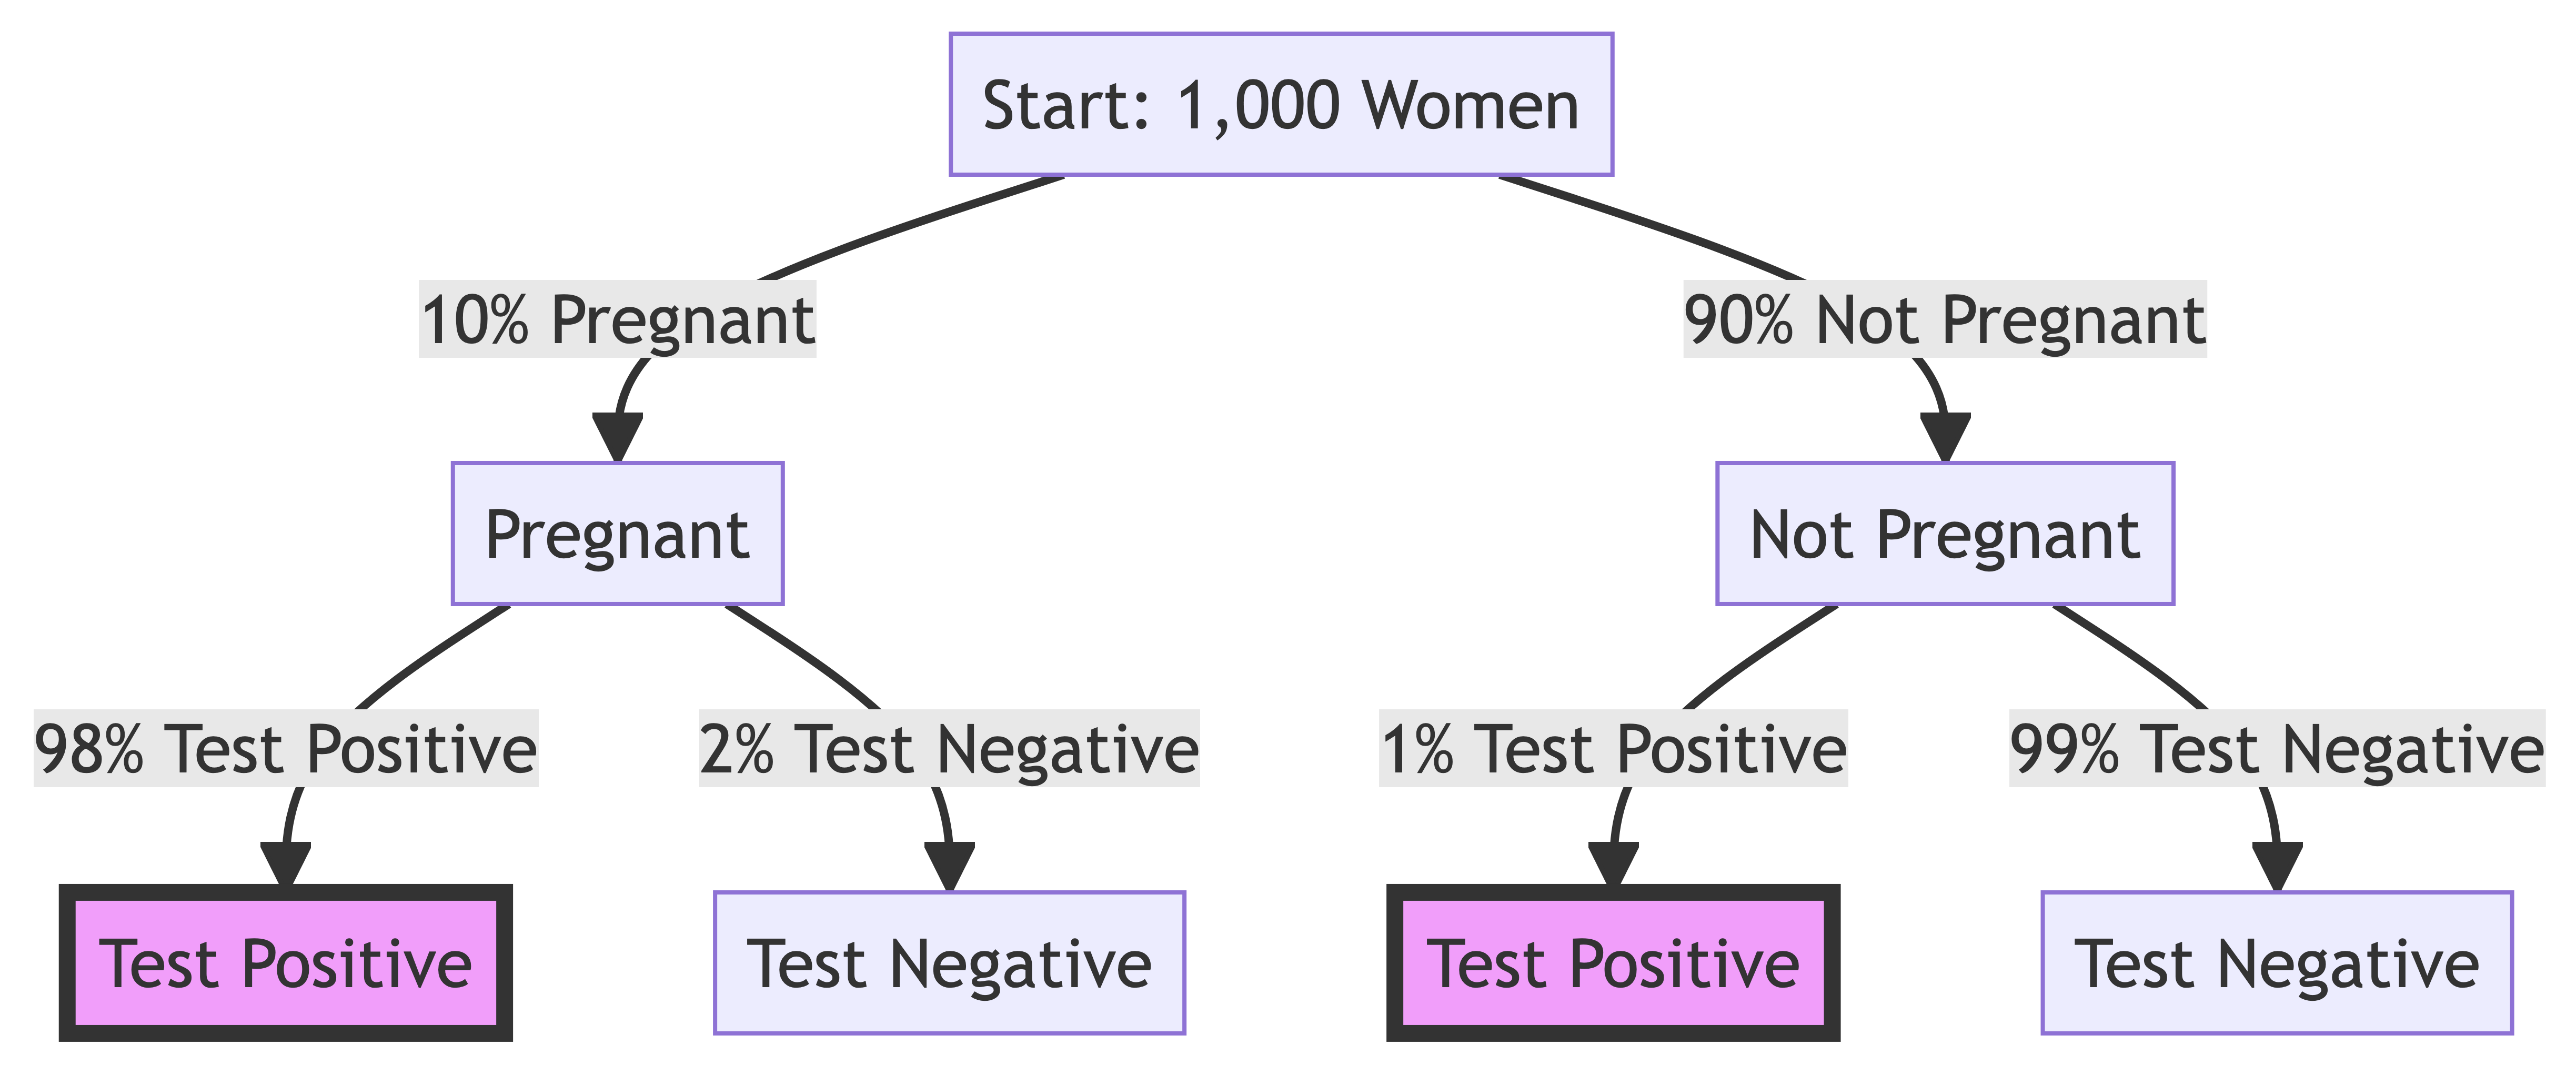 Start: 1,000 Women
10% Pregnant
90% Not Pregnant
Pregnant
Not Pregnant
98% Test Positive
2% Test Negative
1% Test Positive
99% Test Negative
Test Positive
Test Negative
Test Positive
Test Negative